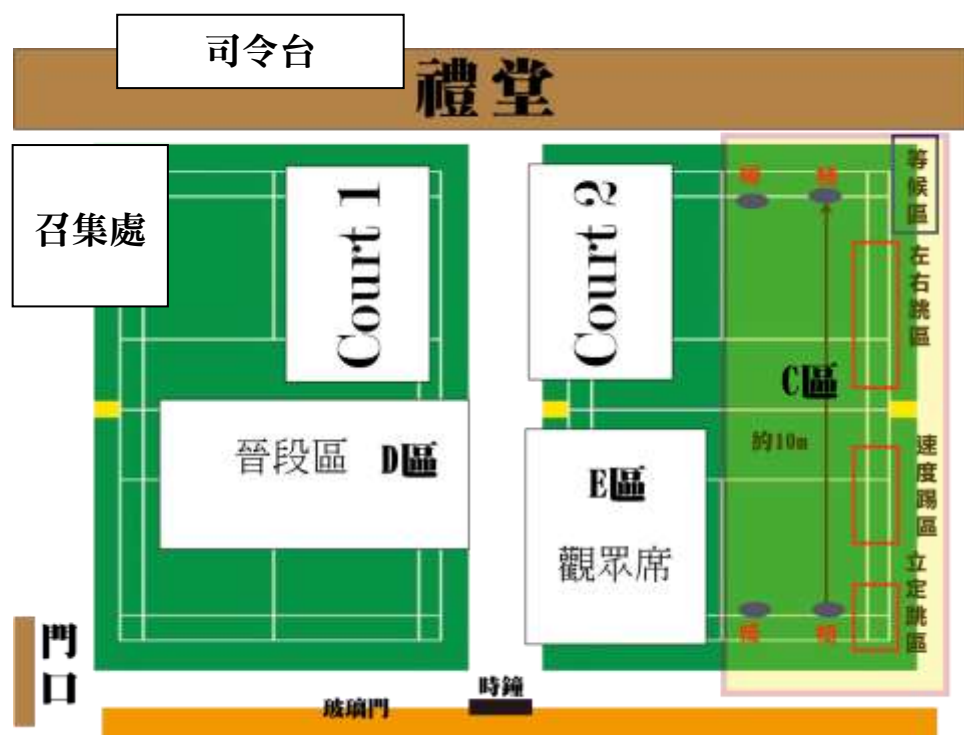 司令台
禮堂
召集處
Court 1
Court 2
等候區
左右跳區
C區
約10m
晉段區 D區
E區
觀眾席
速度踢區
立定跳區
門口
玻璃門
時鐘